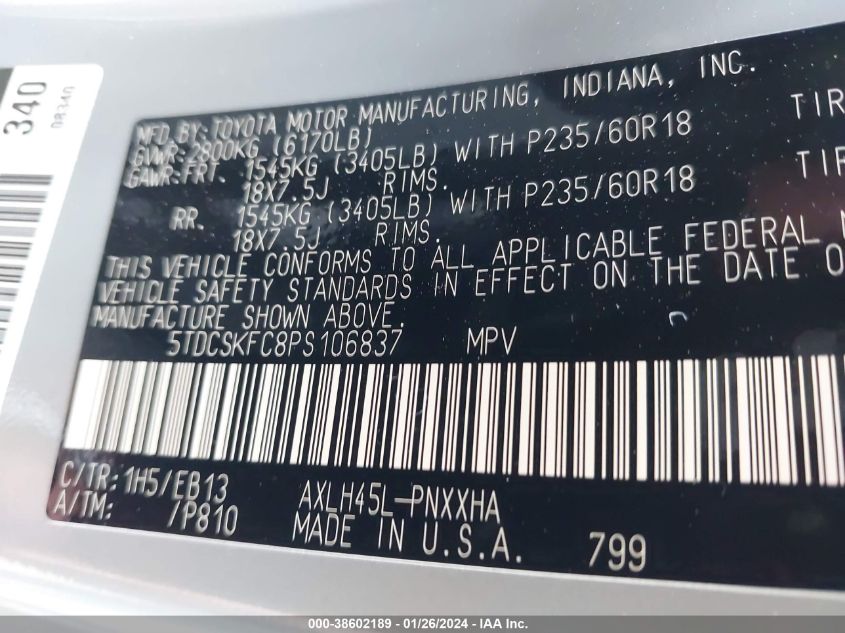 340
08340
MFD.BY:TOYOTA MOTOR MANUFACTURING, INDIANA, INC.
GVWR:2800KG (6170LB)
GAWR:FRT. 1545KG (3405LB) WITH P235/60R18 TIR
18X7.5J RIMS.
RR. 1545KG (3405LB) WITH P235/60R18 TIR
18X7.5J RIMS.
THIS VEHICLE CONFORMS TO ALL APPLICABLE FEDERAL M
VEHICLE SAFETY STANDARDS IN EFFECT ON THE DATE O
MANUFACTURE SHOWN ABOVE.
5TDCSKFC8PS106837 MPV
C/TR:1H5/EB13 AXLH45L-PNXXHA
A/TM: /P810 MADE IN U.S.A. 799
000-38602189 - 01/26/2024 - IAA Inc.